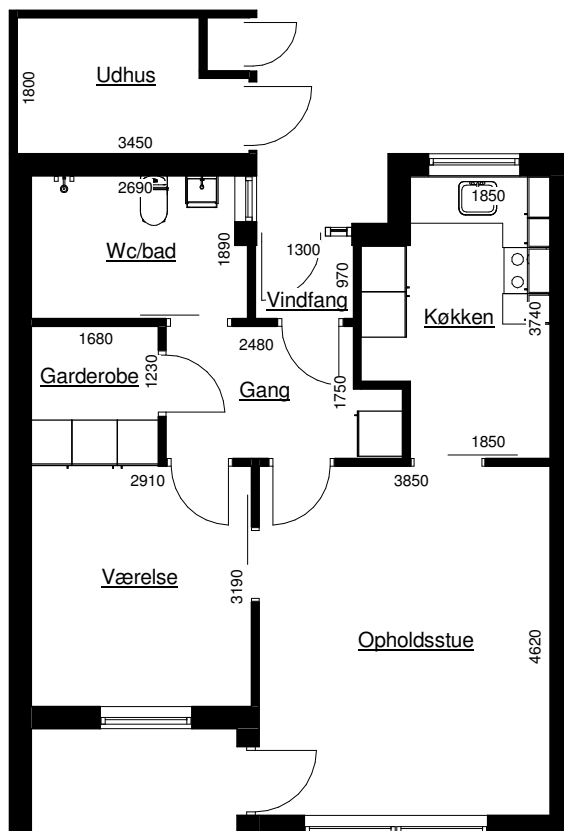 Udhus
1800
3450
2690
1850
Wc/bad
1890
1300
970
Vindfang
Køkken
3740
1680
2480
Garderobe
1230
Gang
1750
1850
2910
3850
Værelse
3190
Opholdsstue
4620